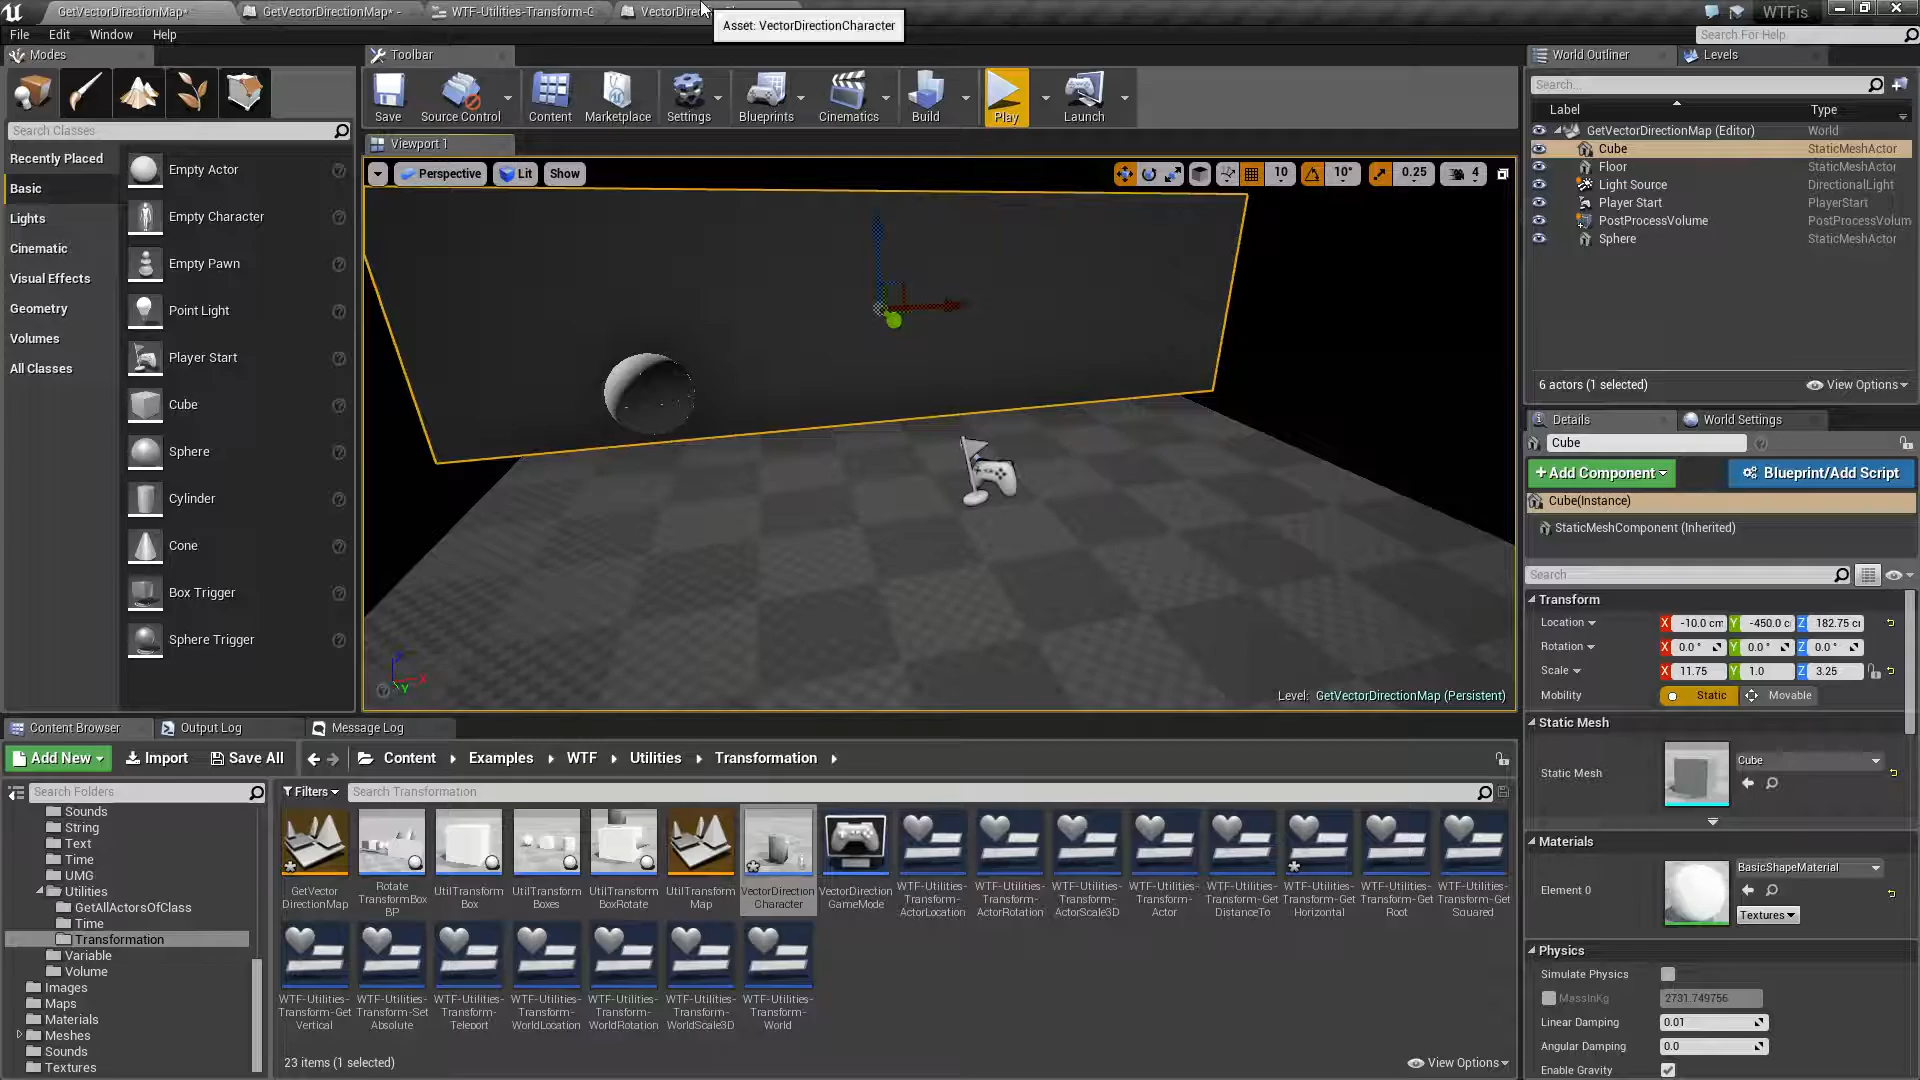 GetVectorDirectionMap*
GetVectorDirectionMap* -
WTF-Utilities-Transform-G
Asset: VectorDirectionCharacter
WTFis
File
Edit
Window
Help
Search For Help
Modes
Toolbar
World Outliner
Levels
Save
Source Control
Content
Marketplace
Settings
Blueprints
Cinematics
Build
Play
Launch
Search...
Label
Type
Search Classes
Viewport 1
Perspective
Lit
Show
10
10°
0.25
4
GetVectorDirectionMap (Editor)
World
Cube
StaticMeshActor
Floor
StaticMeshActor
Light Source
DirectionalLight
Player Start
PlayerStart
PostProcessVolume
PostProcessVolum
Sphere
StaticMeshActor
6 actors (1 selected)
View Options
Recently Placed
Basic
Lights
Cinematic
Visual Effects
Geometry
Volumes
All Classes
Empty Actor
Empty Character
Empty Pawn
Point Light
Player Start
Cube
Sphere
Cylinder
Cone
Box Trigger
Sphere Trigger
Z
X
Y
Level: GetVectorDirectionMap (Persistent)
Details
World Settings
Cube
+ Add Component
Blueprint/Add Script
Cube(Instance)
StaticMeshComponent (Inherited)
Search
Transform
Location
X -10.0 cm Y -450.0 c Z 182.75 c
Rotation
X 0.0 ° Y 0.0 ° Z 0.0 °
Scale
X 11.75 Y 1.0 Z 3.25
Mobility
Static
Movable
Static Mesh
Static Mesh
Cube
Materials
Element 0
BasicShapeMaterial
Textures
Physics
Simulate Physics
MassInKg
2731.749756
Linear Damping
0.01
Angular Damping
0.0
Enable Gravity
Content Browser
Output Log
Message Log
Add New
Import
Save All
Content
Examples
WTF
Utilities
Transformation
Search Folders
Filters
Search Transformation
Sounds
String
Text
Time
UMG
Utilities
GetAllActorsOfClass
Time
Transformation
Variable
Volume
Images
Maps
Materials
Meshes
Sounds
Textures
GetVector
DirectionMap
Rotate
TransformBox
BP
UtilTransform
Box
UtilTransform
Boxes
UtilTransform
BoxRotate
UtilTransform
Map
VectorDirection
Character
VectorDirection
GameMode
WTF-Utilities-
Transform-
ActorLocation
WTF-Utilities-
Transform-
ActorRotation
WTF-Utilities-
Transform-
ActorScale3D
WTF-Utilities-
Transform-
Actor
WTF-Utilities-
Transform-Get
DistanceTo
WTF-Utilities-
Transform-Get
Horizontal
WTF-Utilities-
Transform-Get
Root
WTF-Utilities-
Transform-Get
Squared
WTF-Utilities-
Transform-Get
Vertical
WTF-Utilities-
Transform-Set
Absolute
WTF-Utilities-
Transform-
Teleport
WTF-Utilities-
Transform-
WorldLocation
WTF-Utilities-
Transform-
WorldRotation
WTF-Utilities-
Transform-
WorldScale3D
WTF-Utilities-
Transform-
World
23 items (1 selected)
View Options